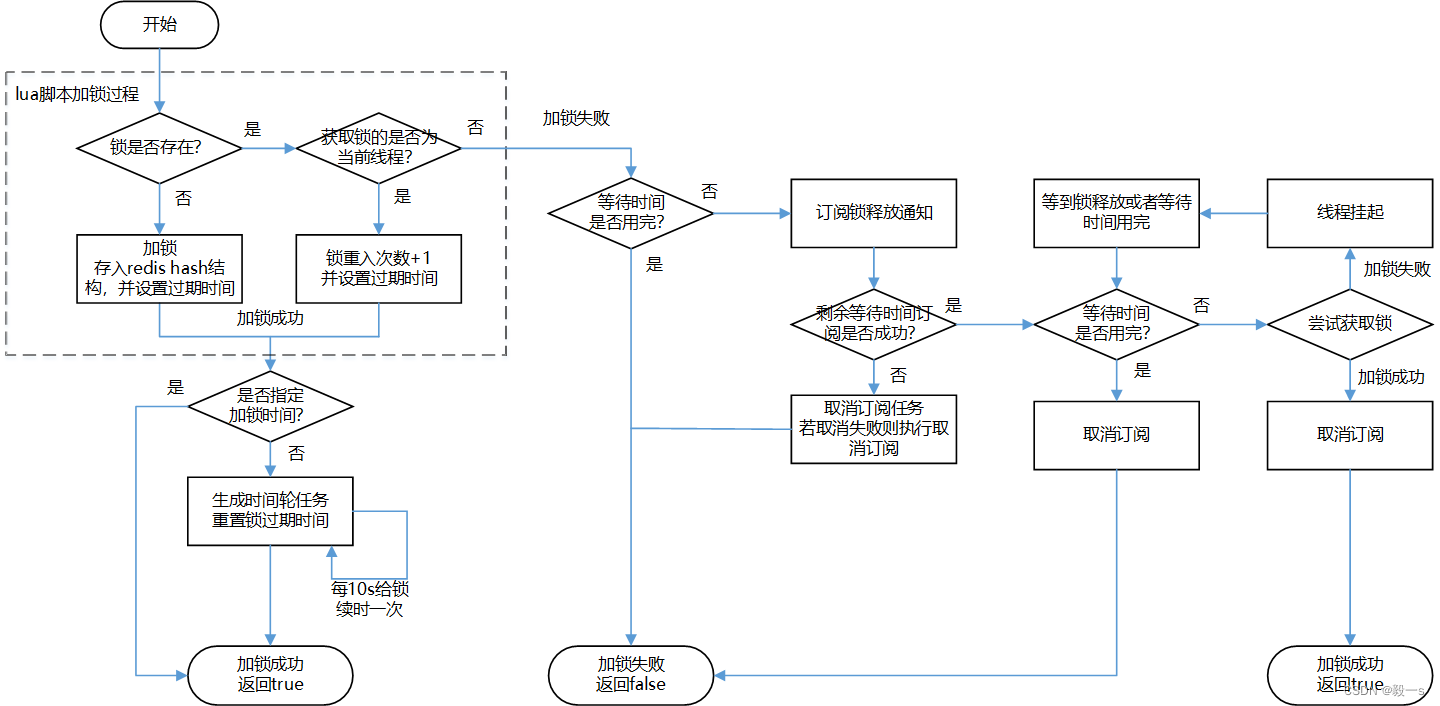 开始
lua脚本加锁过程
锁是否存在？
是
获取锁的是否为
当前线程？
否
加锁失败
否
是
加锁
存入redis hash结
构，并设置过期时间
锁重入次数+1
并设置过期时间
加锁成功
是否指定
加锁时间？
是
否
生成时间轮任务
重置锁过期时间
每10s给锁
续时一次
加锁成功
返回true
等待时间
是否用完？
否
是
订阅锁释放通知
剩余等待时间订
阅是否成功？
是
否
取消订阅任务
若取消失败则执行取
消订阅
加锁失败
返回false
等到锁释放或者等待
时间用完
等待时间
是否用完？
否
是
取消订阅
线程挂起
加锁失败
尝试获取锁
加锁成功
取消订阅
加锁成功
返回true
CSDN @毅一s